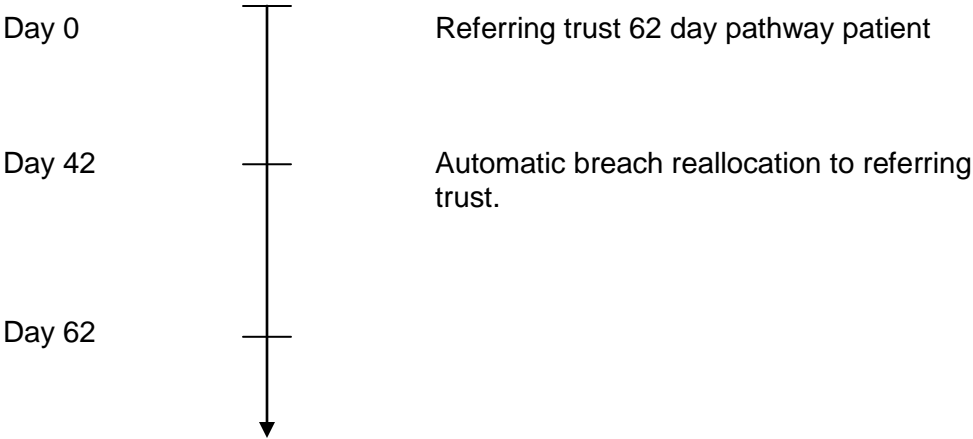 Day 0
Referring trust 62 day pathway patient
Day 42
Automatic breach reallocation to referring
trust.
Day 62